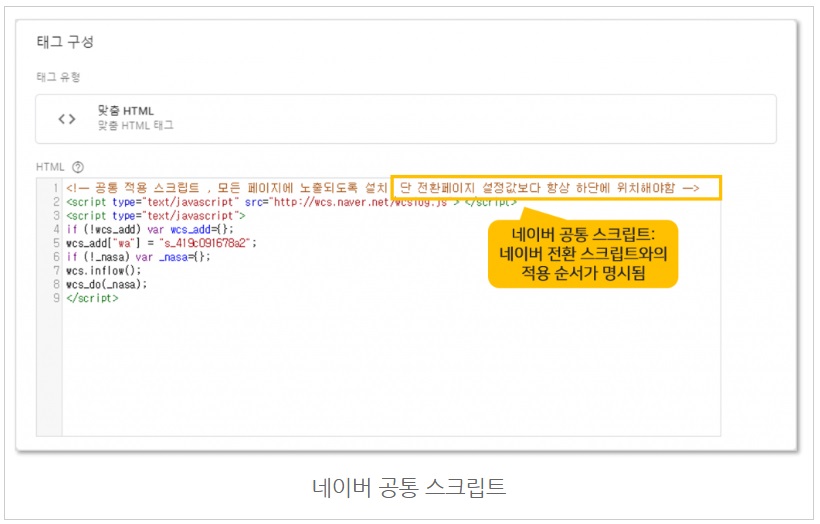 태그 구성
태그 유형
맞춤 HTML
맞춤 HTML 태그
HTML
1 <!— 공통 적용 스크립트 , 모든 페이지에 노출되도록 설치 단 전환페이지 설정값보다 항상 하단에 위치해야함 —>
2 <script type="text/javascript" src="http://wcs.naver.net/wcslog.js"> </script>
3 <script type="text/javascript">
4 if (!wcs_add) var wcs_add={};
5 wcs_add["wa"] = "s_419c091678a2";
6 if (!_nasa) var _nasa={};
7 wcs.inflow();
8 wcs_do(_nasa);
9 </script>
네이버 공통 스크립트:
네이버 전환 스크립트와의
적용 순서가 명시됨
네이버 공통 스크립트